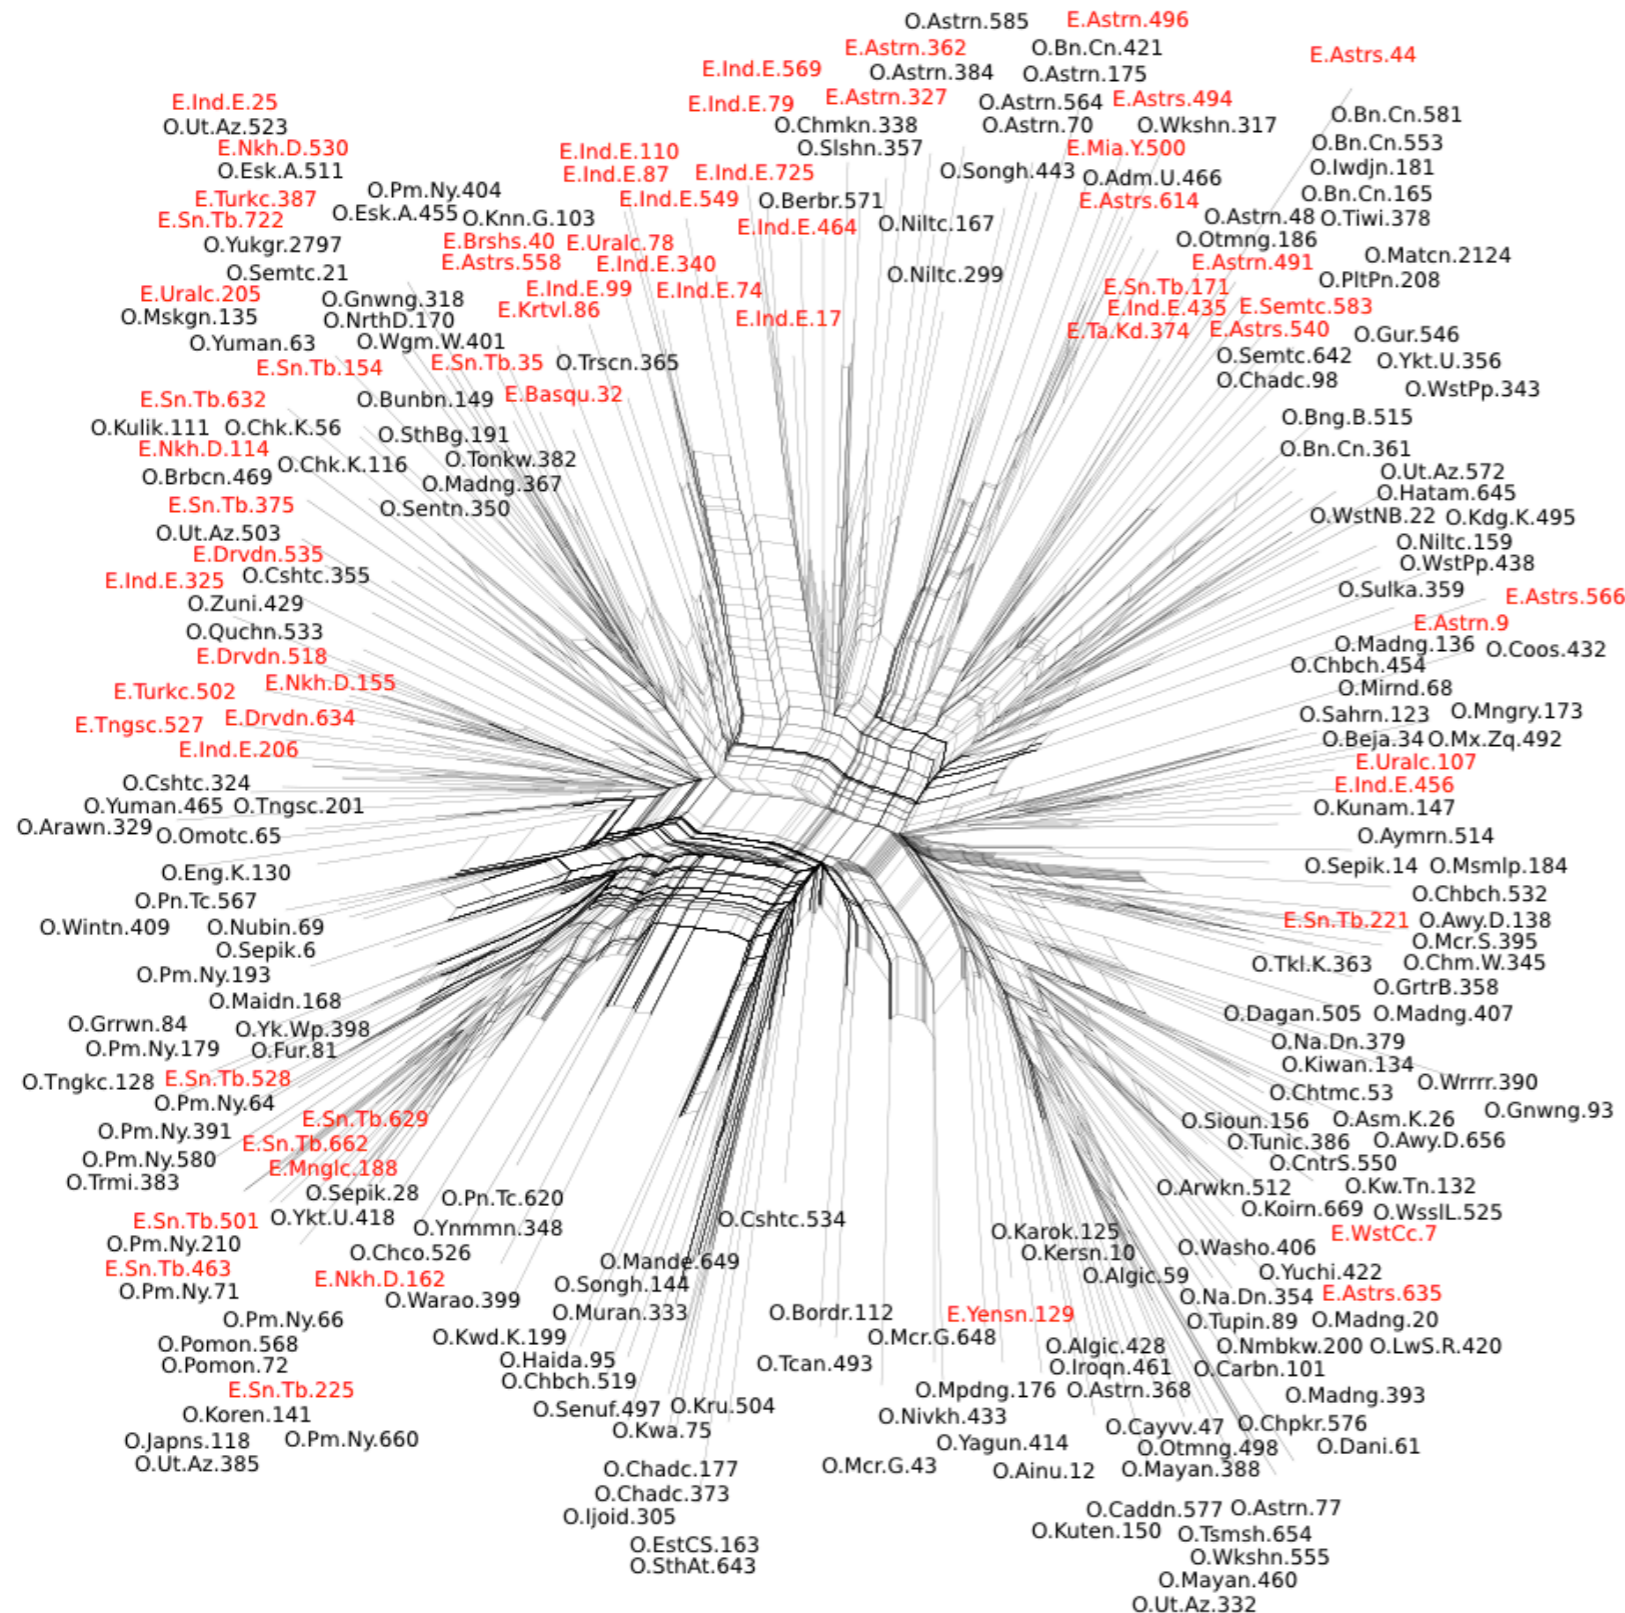 O.Astrn.585 E.Astrn.496
E.Astrn.362 O.Bn.Cn.421
E.Astrs.44
E.Ind.E.569 O.Astrn.384 O.Astrn.175
E.Ind.E.25 E.Ind.E.79 E.Astrn.327 O.Astrn.564 E.Astrs.494
O.Bn.Cn.581
O.Ut.Az.523 O.Chmkn.338 O.Astrn.70 O.Wkshn.317
O.Bn.Cn.553
E.Nkh.D.530 E.Ind.E.110 O.Slshn.357 E.Mia.Y.500
O.Iwdjn.181
O.Esk.A.511 E.Ind.E.87 E.Ind.E.725 O.Songh.443 O.Adm.U.466
O.Pm.Ny.404 O.Bn.Cn.165
E.Turkc.387 E.Ind.E.549 O.Berbr.571 E.Astrs.614
E.Sn.Tb.722 O.Esk.A.455 O.Knn.G.103 E.Ind.E.464 O.Niltc.167 O.Astrn.48 O.Tiwi.378
O.Yukgr.2797 E.Brshs.40 E.Uralc.78 O.Otmng.186
O.Matcn.2124
O.Semtc.21 E.Astrs.558 E.Ind.E.340 O.Niltc.299 E.Astrn.491
O.PltPn.208
E.Uralc.205 O.Gnwng.318 E.Ind.E.99 E.Ind.E.74 E.Sn.Tb.171
O.Mskgn.135 O.NrthD.170 E.Krtvl.86 E.Ind.E.17 E.Ind.E.435 E.Semtc.583
O.Yuman.63 O.Wgm.W.401 E.Ta.Kd.374 E.Astrs.540 O.Gur.546
E.Sn.Tb.154 E.Sn.Tb.35 O.Trscn.365 O.Semtc.642 O.Ykt.U.356
O.Chadc.98 O.WstPp.343
E.Sn.Tb.632 O.Bunbn.149 E.Basqu.32
O.Bng.B.515
O.Kulik.111 O.Chk.K.56 O.SthBg.191
E.Nkh.D.114 O.Chk.K.116 O.Tonkw.382 O.Bn.Cn.361
O.Brbcn.469 O.Madng.367 O.Ut.Az.572
O.Hatam.645
E.Sn.Tb.375 O.Sentn.350 O.WstNB.22 O.Kdg.K.495
O.Ut.Az.503 O.Niltc.159
E.Drvdn.535 O.WstPp.438
E.Ind.E.325 O.Cshtc.355 O.Sulka.359
E.Astrs.566
O.Zuni.429 E.Astrn.9
O.Quchn.533 O.Madng.136 O.Coos.432
E.Drvdn.518 O.Chbch.454
E.Turkc.502 E.Nkh.D.155 O.Mirnd.68
E.Tngsc.527 E.Drvdn.634 O.Sahrn.123 O.Mngry.173
E.Ind.E.206 O.Beja.34 O.Mx.Zq.492
E.Uralc.107
O.Cshtc.324 E.Ind.E.456
O.Yuman.465 O.Tngsc.201 O.Kunam.147
O.Arawn.329 O.Omotc.65 O.Aymrn.514
O.Eng.K.130 O.Sepik.14 O.Msmlp.184
O.Pn.Tc.567 O.Chbch.532
O.Wintn.409 O.Nubin.69 E.Sn.Tb.221 O.Awy.D.138
O.Sepik.6 O.Mcr.S.395
O.Pm.Ny.193 O.Tkl.K.363 O.Chm.W.345
O.Maidn.168 O.GrtrB.358
O.Grrwn.84 O.Yk.Wp.398 O.Dagan.505 O.Madng.407
O.Pm.Ny.179 O.Fur.81 O.Na.Dn.379
O.Kiwan.134
O.Tngkc.128 E.Sn.Tb.528 O.Wrrrr.390
O.Pm.Ny.64 O.Chtmc.53
O.Gnwng.93
O.Pm.Ny.391 E.Sn.Tb.629 O.Sioun.156 O.Asm.K.26
E.Sn.Tb.662 O.Tunic.386 O.Awy.D.656
O.Pm.Ny.580 E.Mnglc.188 O.CntrS.550
O.Trmi.383 O.Sepik.28 O.Pn.Tc.620 O.Arwkn.512 O.Kw.Tn.132
E.Sn.Tb.501 O.Ykt.U.418 O.Ynmmn.348 O.Cshtc.534 O.Koirn.669 O.WsslL.525
O.Pm.Ny.210 O.Chco.526 O.Karok.125 O.Washo.406 E.WstCc.7
E.Sn.Tb.463 E.Nkh.D.162 O.Mande.649 O.Kersn.10 O.Yuchi.422
O.Pm.Ny.71 O.Warao.399 O.Songh.144 O.Algic.59 O.Na.Dn.354 E.Astrs.635
O.Pm.Ny.66 O.Muran.333 O.Bordr.112 E.Yensn.129 O.Tupin.89 O.Madng.20
O.Pomon.568 O.Kwd.K.199 O.Mcr.G.648 O.Algic.428 O.Nmbkw.200 O.LwS.R.420
O.Pomon.72 O.Haida.95 O.Tcan.493 O.Iroqn.461 O.Carbn.101
E.Sn.Tb.225 O.Chbch.519 O.Mpdng.176 O.Astrn.368 O.Madng.393
O.Koren.141 O.Senuf.497 O.Kru.504 O.Nivkh.433 O.Cayvv.47 O.Chpkr.576
O.Japns.118 O.Pm.Ny.660 O.Kwa.75 O.Yagun.414 O.Otmng.498 O.Dani.61
O.Ut.Az.385 O.Chadc.177 O.Mcr.G.43 O.Ainu.12 O.Mayan.388
O.Chadc.373
O.Ijoid.305 O.Caddn.577 O.Astrn.77
O.EstCS.163 O.Kuten.150 O.Tsmsh.654
O.SthAt.643 O.Wkshn.555
O.Mayan.460
O.Ut.Az.332